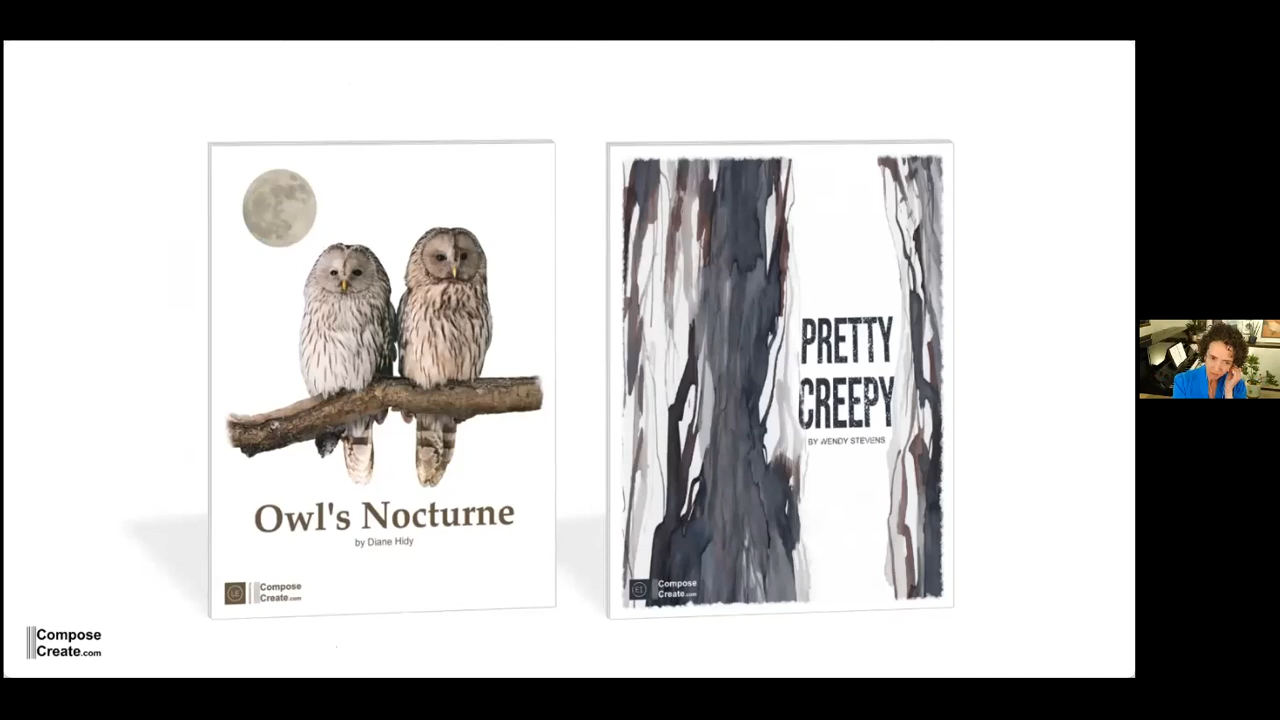 Owl's Nocturne
by Diane Hidy
LE
Compose
Create.com
PRETTY
CREEPY
BY WENDY STEVENS
Compose
Create.com
Compose
Create.com